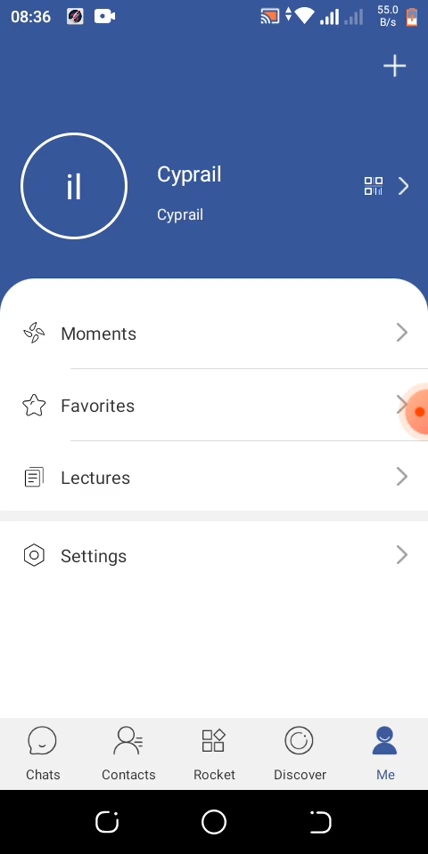 08:36
55.0
B/s
il
Cyprail
Cyprail
Moments
Favorites
Lectures
Settings
Chats
Contacts
Rocket
Discover
Me